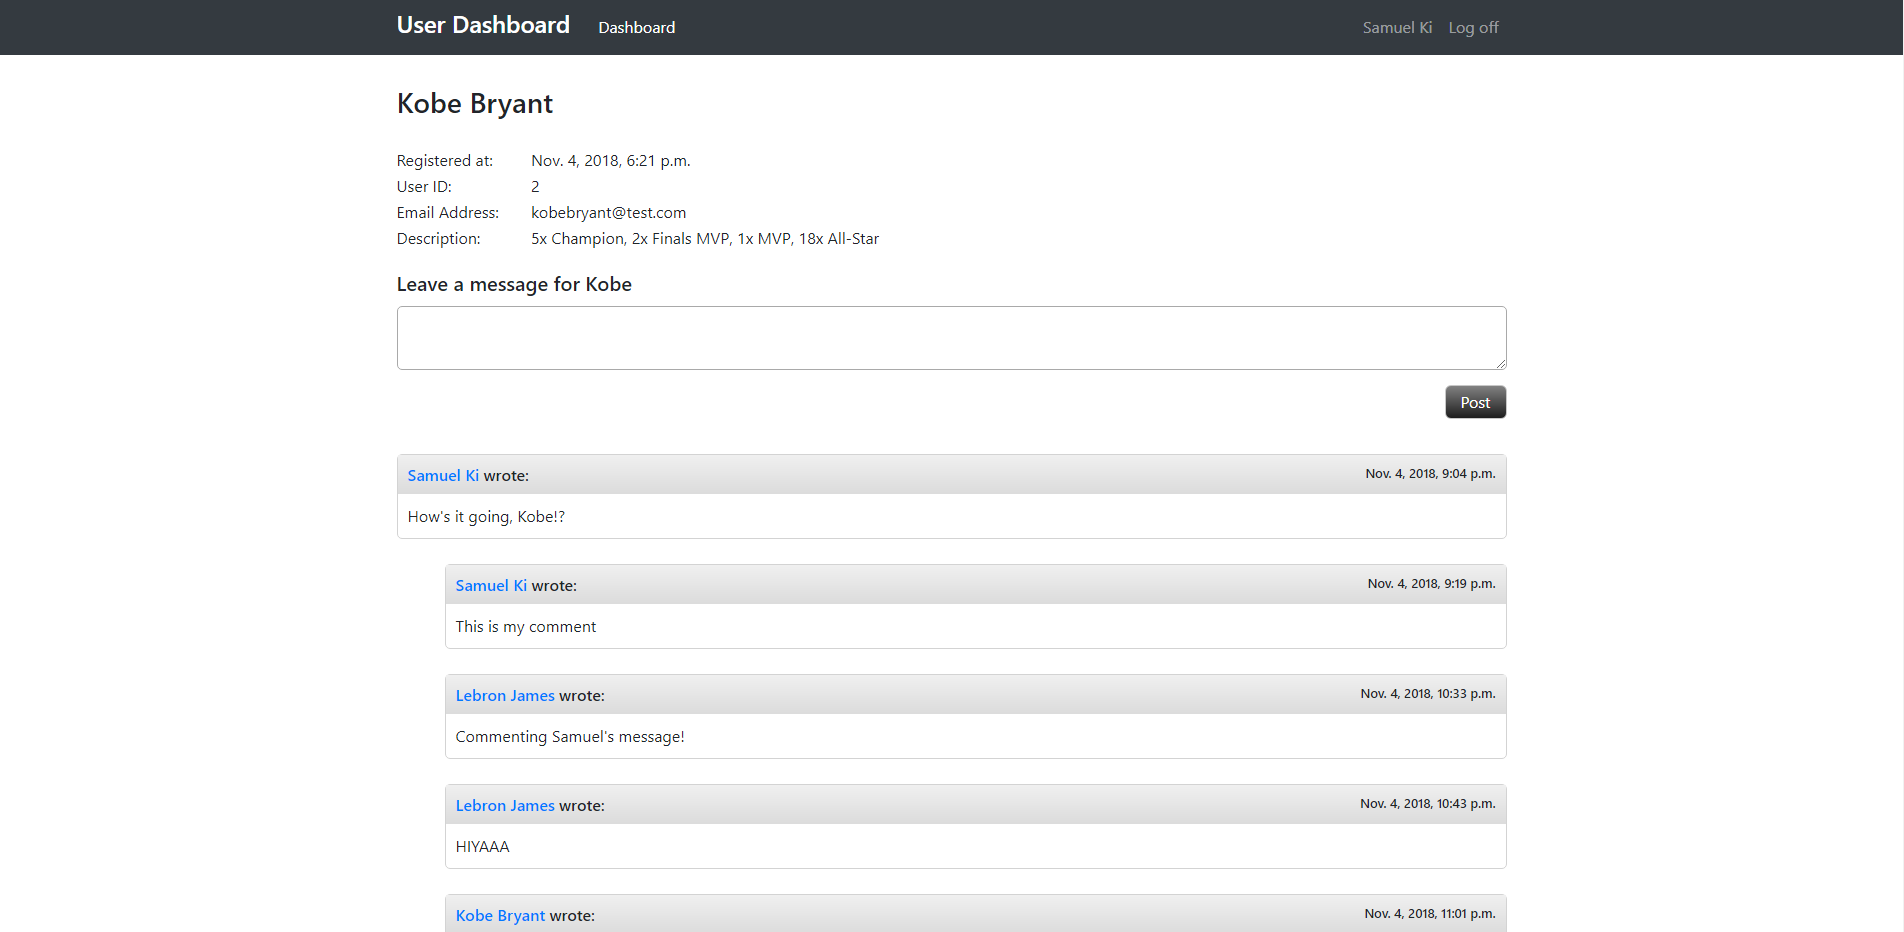 User Dashboard Dashboard Samuel Ki Log off
Kobe Bryant
Registered at: Nov. 4, 2018, 6:21 p.m.
User ID: 2
Email Address: kobebryant@test.com
Description: 5x Champion, 2x Finals MVP, 1x MVP, 18x All-Star
Leave a message for Kobe
Post
Samuel Ki wrote: Nov. 4, 2018, 9:04 p.m.
How's it going, Kobe!?
Samuel Ki wrote: Nov. 4, 2018, 9:19 p.m.
This is my comment
Lebron James wrote: Nov. 4, 2018, 10:33 p.m.
Commenting Samuel's message!
Lebron James wrote: Nov. 4, 2018, 10:43 p.m.
HIYAAA
Kobe Bryant wrote: Nov. 4, 2018, 11:01 p.m.